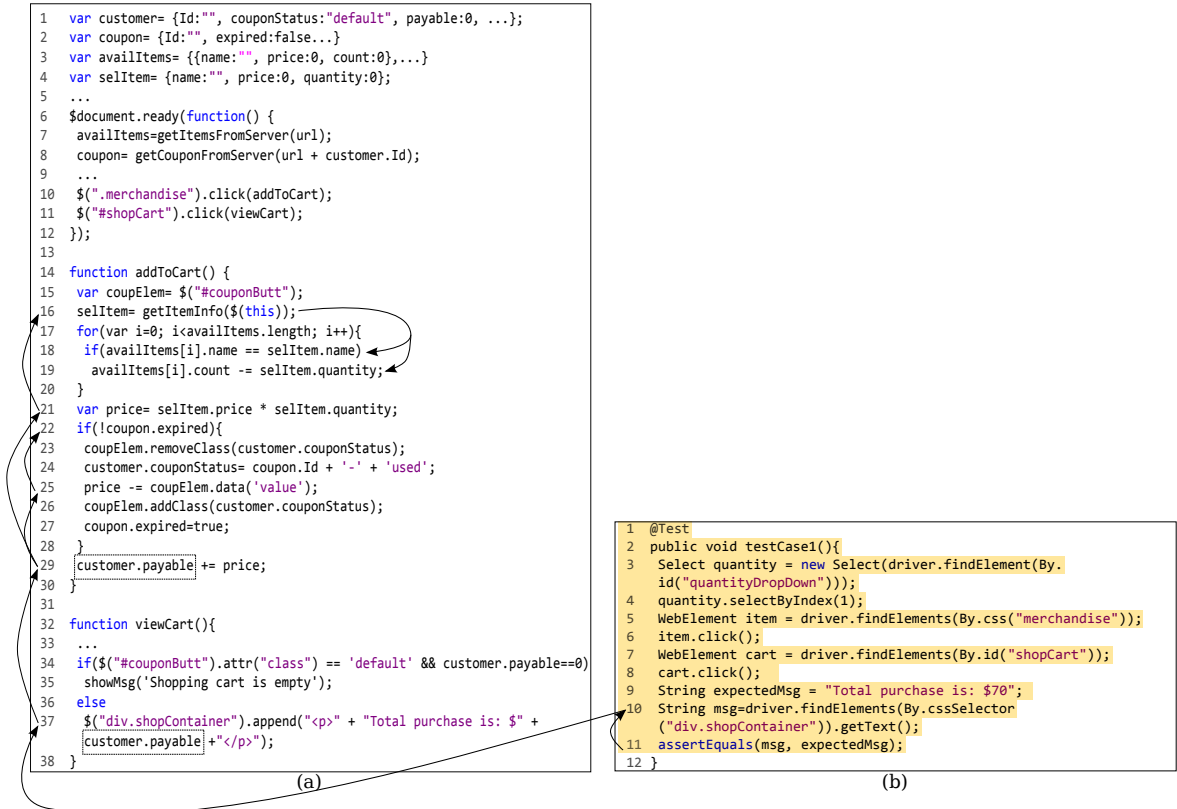 1 var customer= {Id:"", couponStatus:"default", payable:0, ...};
2 var coupon= {Id:"", expired:false...}
3 var availItems= {{name:"", price:0, count:0},...}
4 var selItem= {name:"", price:0, quantity:0};
5 ...
6 $document.ready(function() {
7 availItems=getItemsFromServer(url);
8 coupon= getCouponFromServer(url + customer.Id);
9 ...
10 $(".merchandise").click(addToCart);
11 $("#shopCart").click(viewCart);
12 });
13
14 function addToCart() {
15 var coupElem= $("#couponButt");
16 selItem= getItemInfo($(this));
17 for(var i=0; i<availItems.length; i++){
18 if(availItems[i].name == selItem.name)
19 availItems[i].count -= selItem.quantity;
20 }
21 var price= selItem.price * selItem.quantity;
22 if(!coupon.expired){
23 coupElem.removeClass(customer.couponStatus);
24 customer.couponStatus= coupon.Id + '-' + 'used';
25 price -= coupElem.data('value');
26 coupElem.addClass(customer.couponStatus);
27 coupon.expired=true;
28 }
29 customer.payable += price;
30 }
31
32 function viewCart(){
33 ...
34 if($("#couponButt").attr("class") == 'default' && customer.payable==0)
35 showMsg('Shopping cart is empty');
36 else
37 $("div.shopContainer").append("<p>" + "Total purchase is: $" +
customer.payable +"</p>");
38 }
(a)
1 @Test
2 public void testCase1(){
3 Select quantity = new Select(driver.findElement(By.
id("quantityDropDown")));
4 quantity.selectByIndex(1);
5 WebElement item = driver.findElements(By.css("merchandise"));
6 item.click();
7 WebElement cart = driver.findElements(By.id("shopCart"));
8 cart.click();
9 String expectedMsg = "Total purchase is: $70";
10 String msg=driver.findElements(By.cssSelector
("div.shopContainer")).getText();
11 assertEquals(msg, expectedMsg);
12 }
(b)